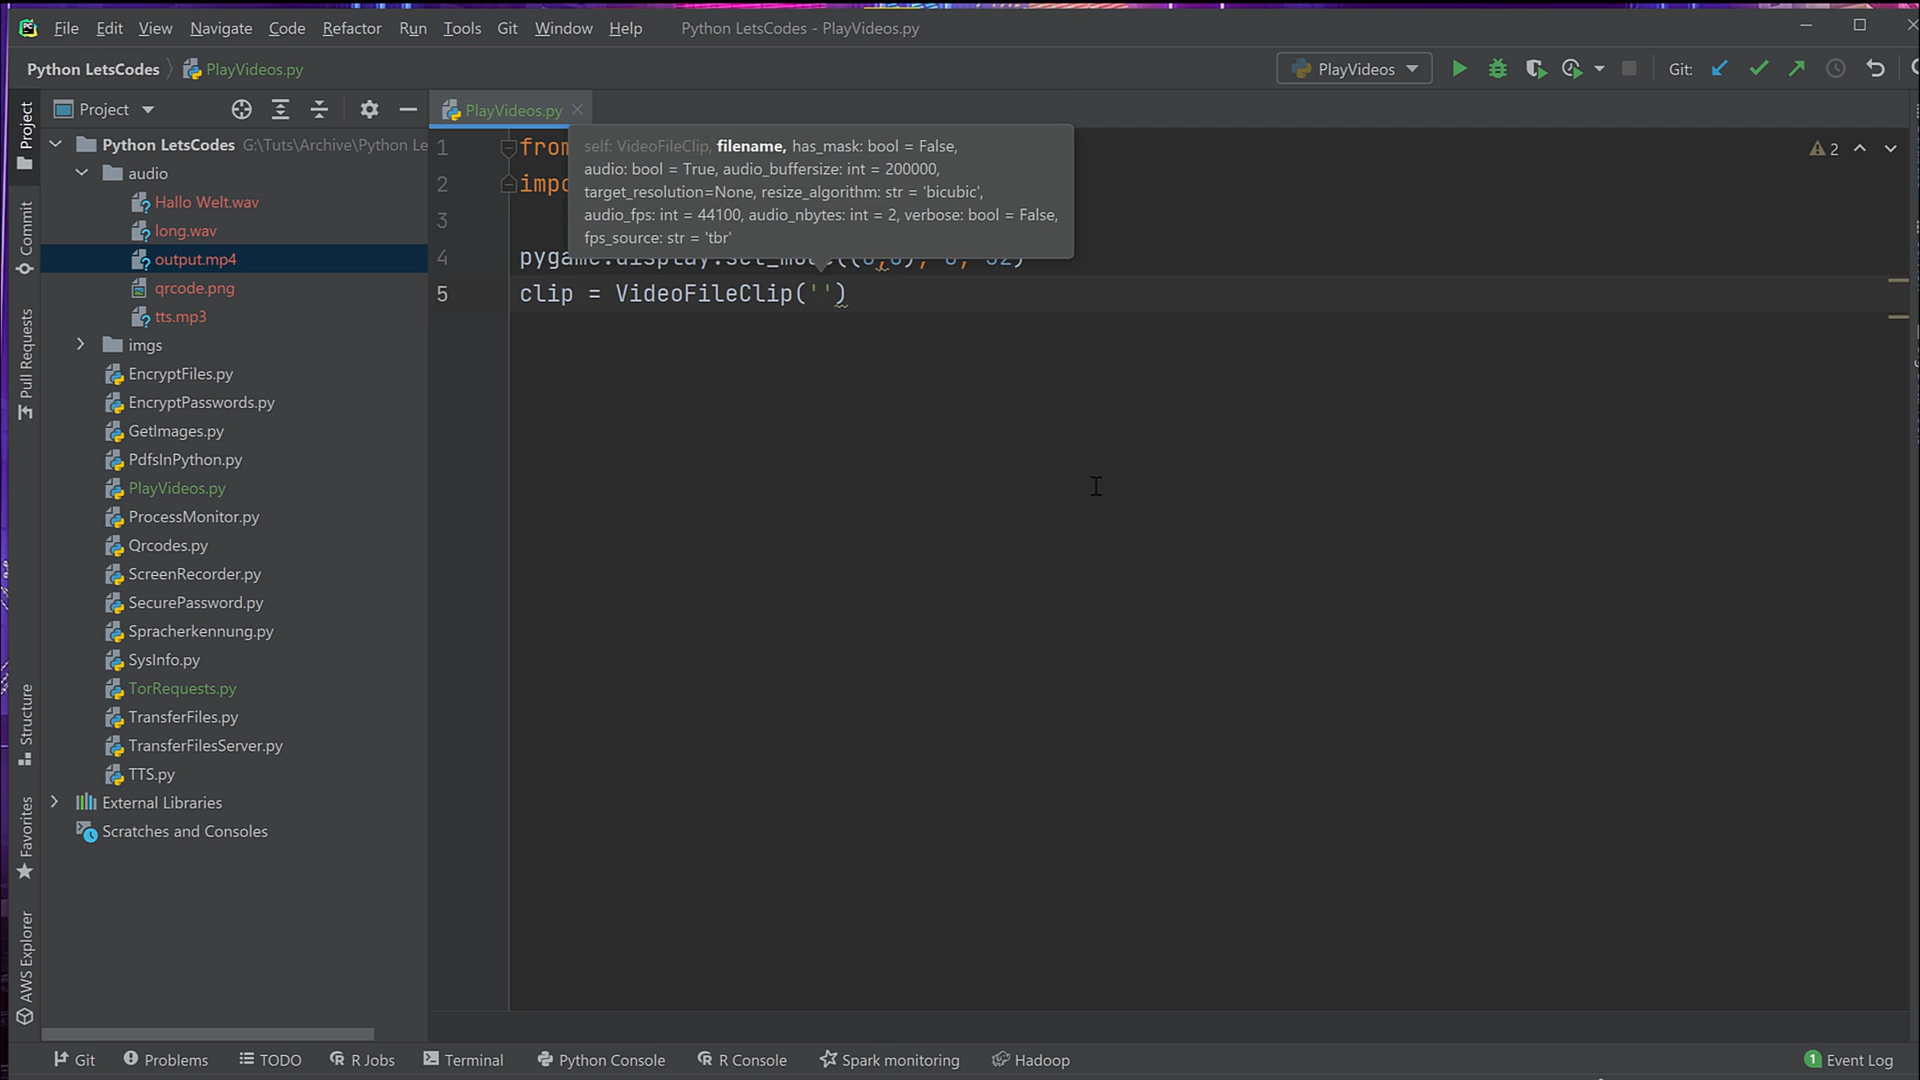 File Edit View Navigate Code Refactor Run Tools Git Window Help Python LetsCodes - PlayVideos.py
Python LetsCodes PlayVideos.py PlayVideos Git:
Project PlayVideos.py
Python LetsCodes G:\Tuts\Archive\Python Le
audio
Hallo Welt.wav
long.wav
output.mp4
qrcode.png
tts.mp3
imgs
EncryptFiles.py
EncryptPasswords.py
GetImages.py
PdfsInPython.py
PlayVideos.py
ProcessMonitor.py
Qrcodes.py
ScreenRecorder.py
SecurePassword.py
Spracherkennung.py
SysInfo.py
TorRequests.py
TransferFiles.py
TransferFilesServer.py
TTS.py
External Libraries
Scratches and Consoles
Project
Commit
Pull Requests
Structure
Favorites
AWS Explorer
1 from
2 impo
3
4
5 clip = VideoFileClip('')
self: VideoFileClip, filename, has_mask: bool = False,
audio: bool = True, audio_buffersize: int = 200000,
target_resolution=None, resize_algorithm: str = 'bicubic',
audio_fps: int = 44100, audio_nbytes: int = 2, verbose: bool = False,
fps_source: str = 'tbr'
2
Git Problems TODO R Jobs Terminal Python Console R Console Spark monitoring Hadoop 1 Event Log